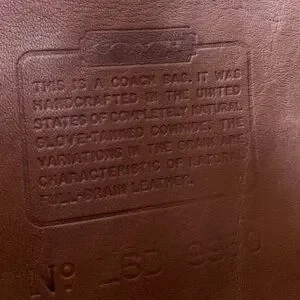 COACH
THIS IS A COACH BAG. IT WAS
HANDCRAFTED IN THE UNITED
STATES OF COMPLETELY NATURAL
GLOVE-TANNED COWHIDE. THE
VARIATIONS IN THE GRAIN ARE
CHARACTERISTIC OF NATURAL
FULL-GRAIN LEATHER.
Nº